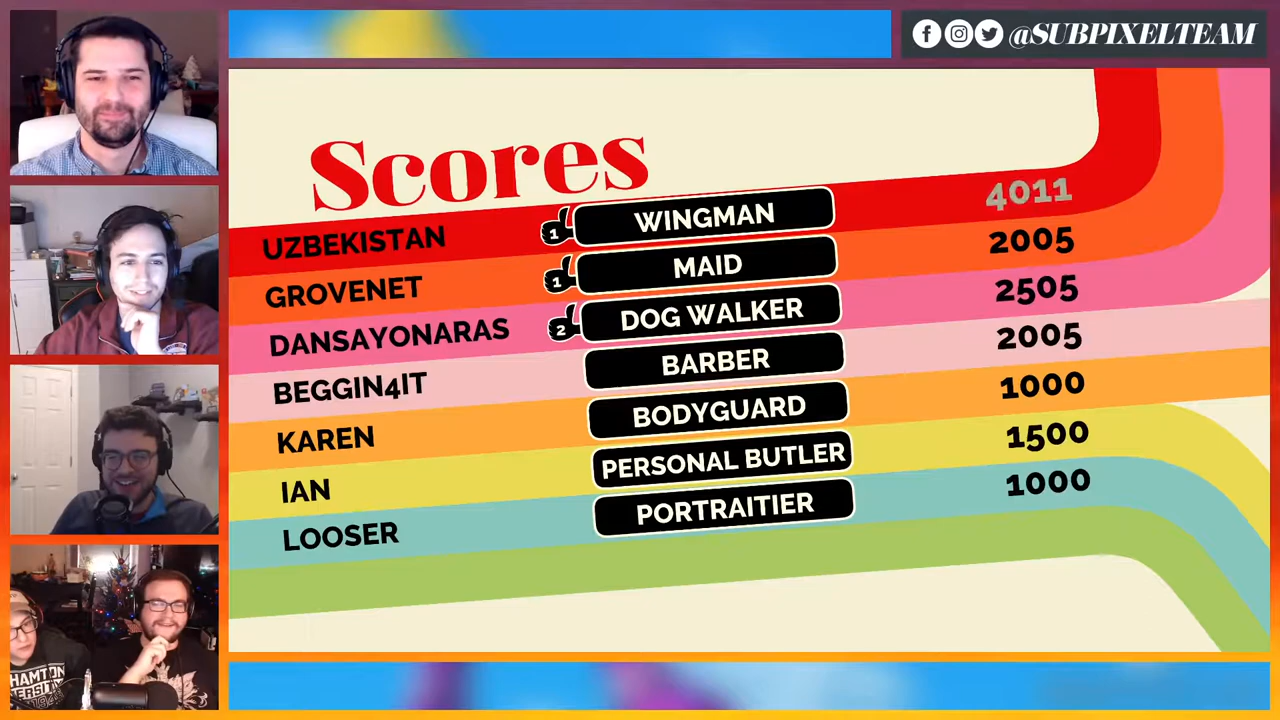 @SUBPIXELTEAM
Scores
UZBEKISTAN 1 WINGMAN 4011
GROVENET 1 MAID 2005
DANSAYONARAS 2 DOG WALKER 2505
BEGGIN4IT BARBER 2005
KAREN BODYGUARD 1000
IAN PERSONAL BUTLER 1500
LOOSER PORTRAITIER 1000